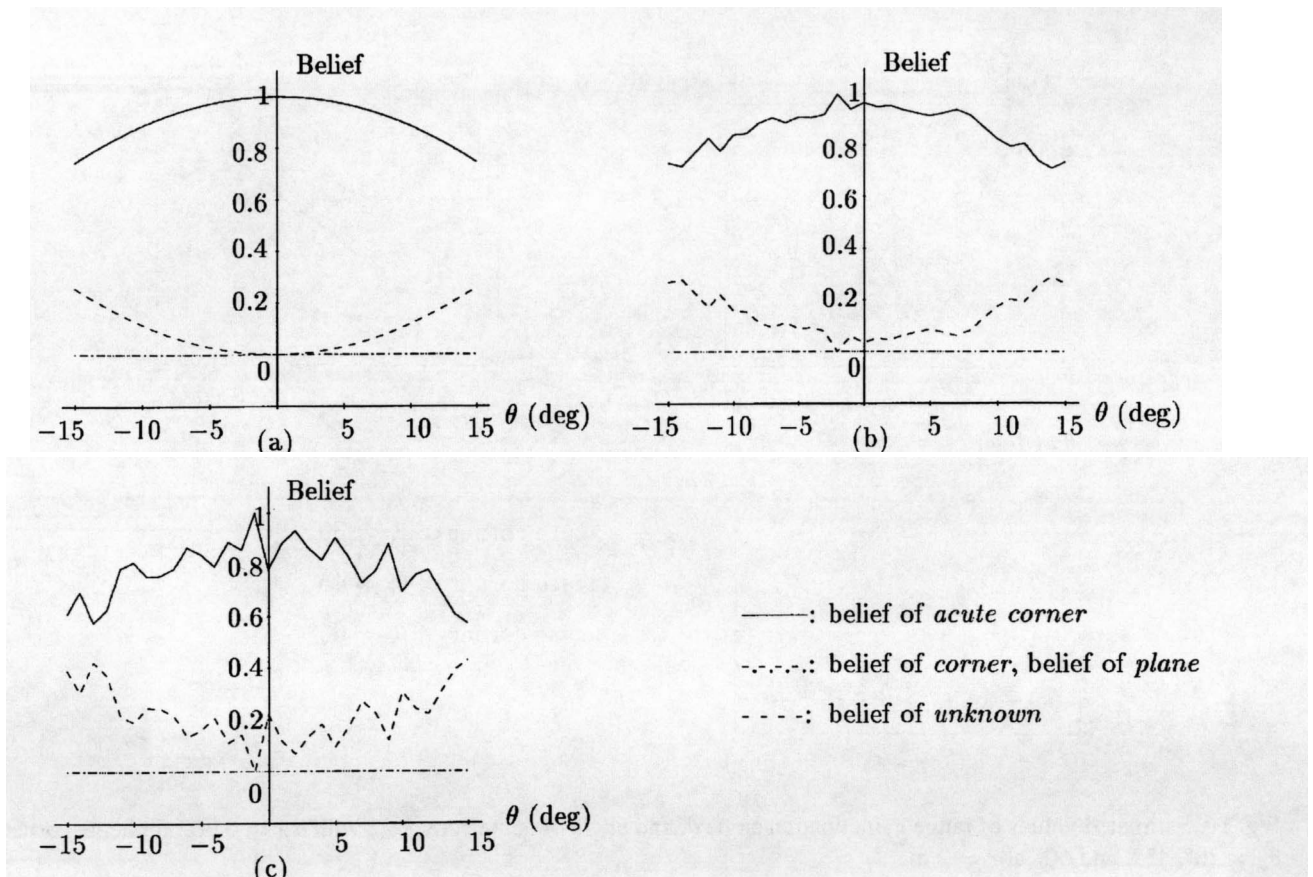 Belief
1
0.8
0.6
0.4
0.2
0
θ (deg)
−15 −10 −5 5 10 15
(a)
Belief
1
0.8
0.6
0.4
0.2
0
θ (deg)
−15 −10 −5 5 10 15
(b)
Belief
1
0.8
0.6
0.4
0.2
0
θ (deg)
−15 −10 −5 5 10 15
(c)
: belief of acute corner
: belief of corner, belief of plane
: belief of unknown